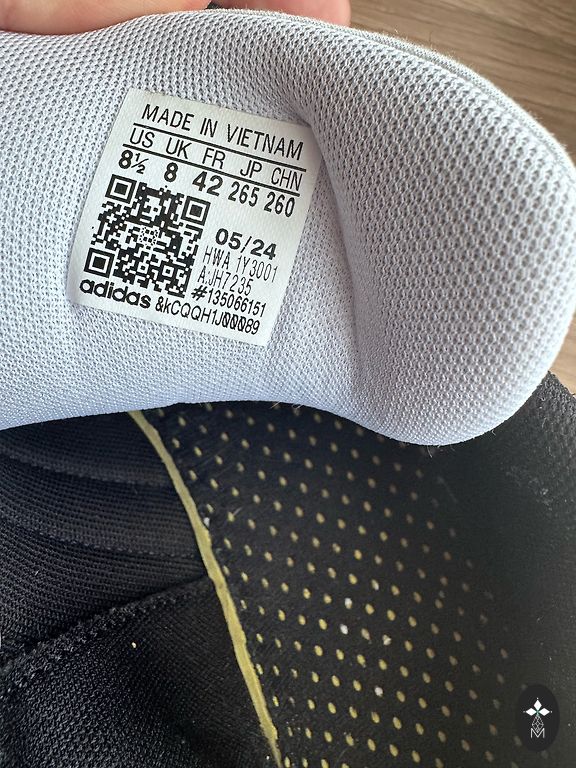 MADE IN VIETNAM
US UK FR JP CHN
8½ 8 42 265 260
05/24
HWA 1Y3001
AJH7235
#135066151
adidas &kCQQH1J00089
M